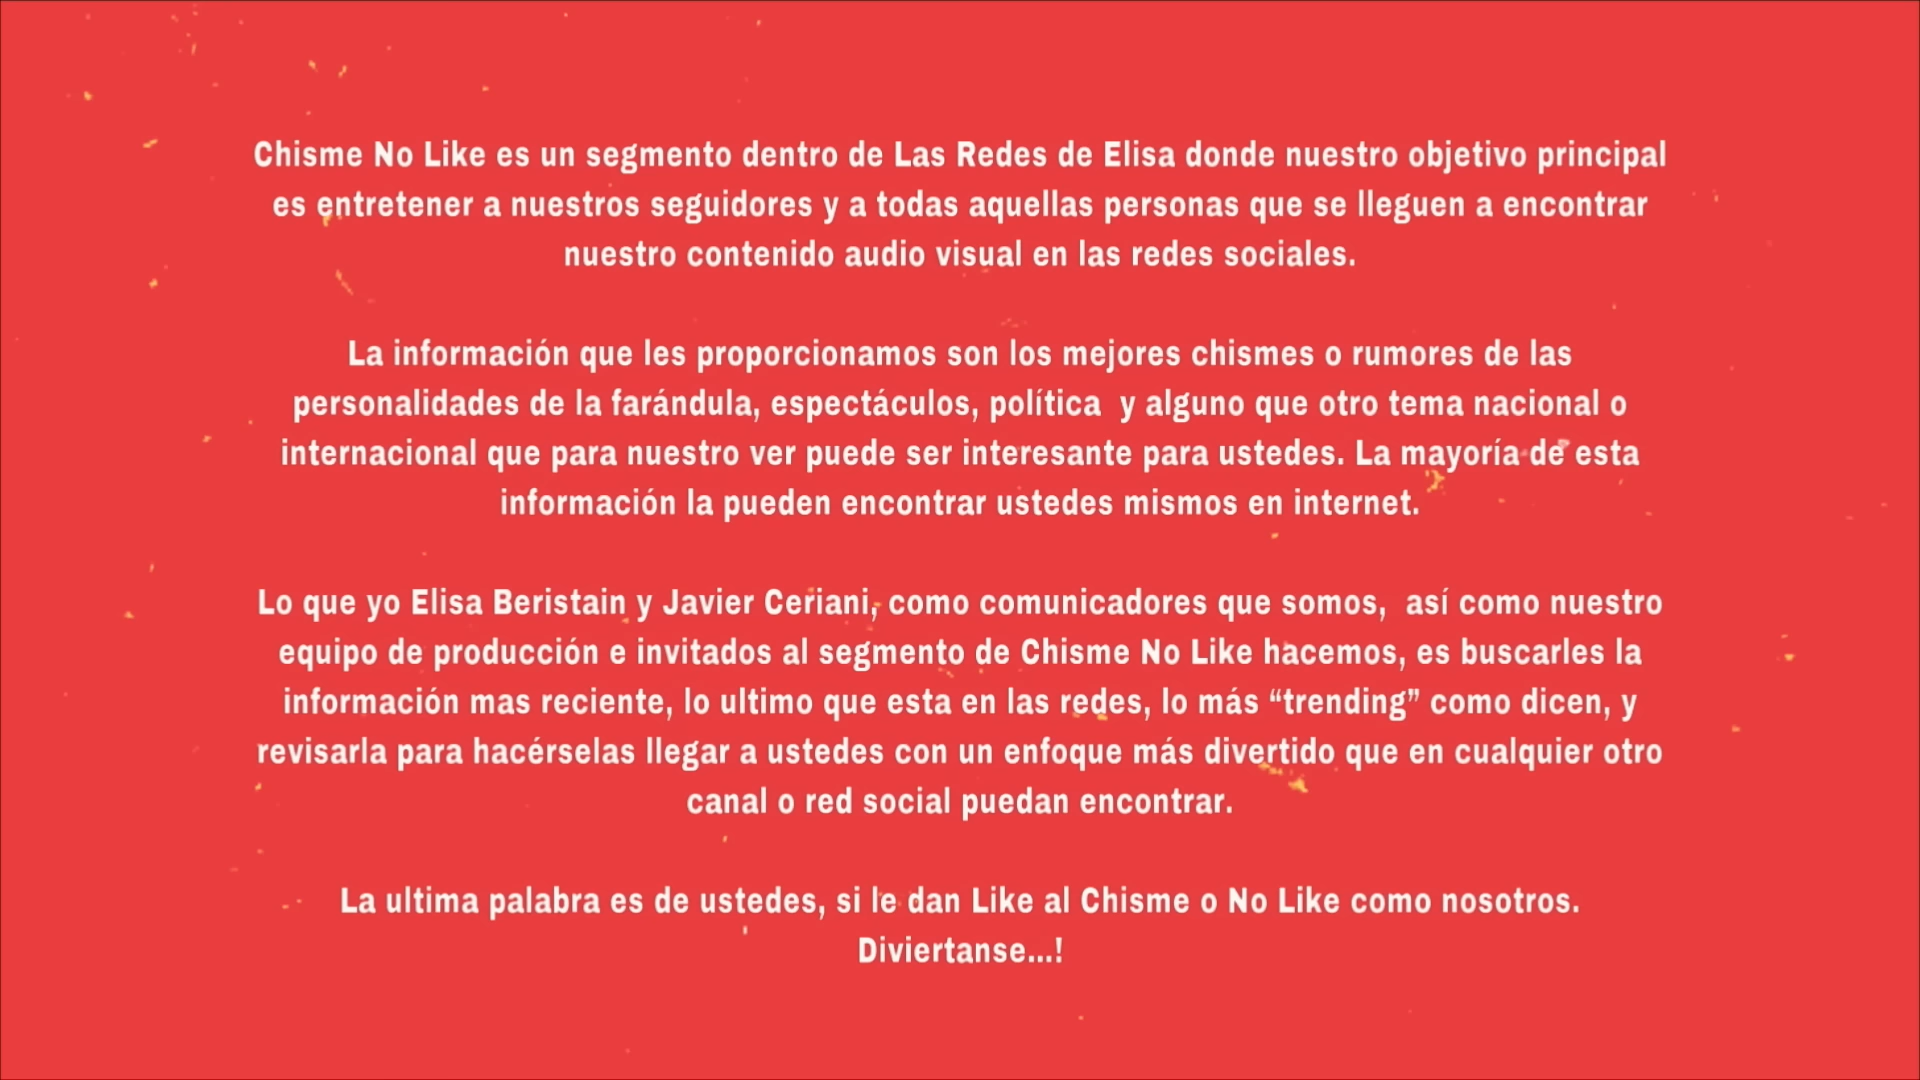 Chisme No Like es un segmento dentro de Las Redes de Elisa donde nuestro objetivo principal
es entretener a nuestros seguidores y a todas aquellas personas que se lleguen a encontrar
nuestro contenido audio visual en las redes sociales.
La información que les proporcionamos son los mejores chismes o rumores de las
personalidades de la farándula, espectáculos, política  y alguno que otro tema nacional o
internacional que para nuestro ver puede ser interesante para ustedes. La mayoría de esta
información la pueden encontrar ustedes mismos en internet.
Lo que yo Elisa Beristain y Javier Ceriani, como comunicadores que somos,  así como nuestro
equipo de producción e invitados al segmento de Chisme No Like hacemos, es buscarles la
información mas reciente, lo ultimo que esta en las redes, lo más “trending” como dicen, y
revisarla para hacérselas llegar a ustedes con un enfoque más divertido que en cualquier otro
canal o red social puedan encontrar.
La ultima palabra es de ustedes, si le dan Like al Chisme o No Like como nosotros.
Diviertanse...!